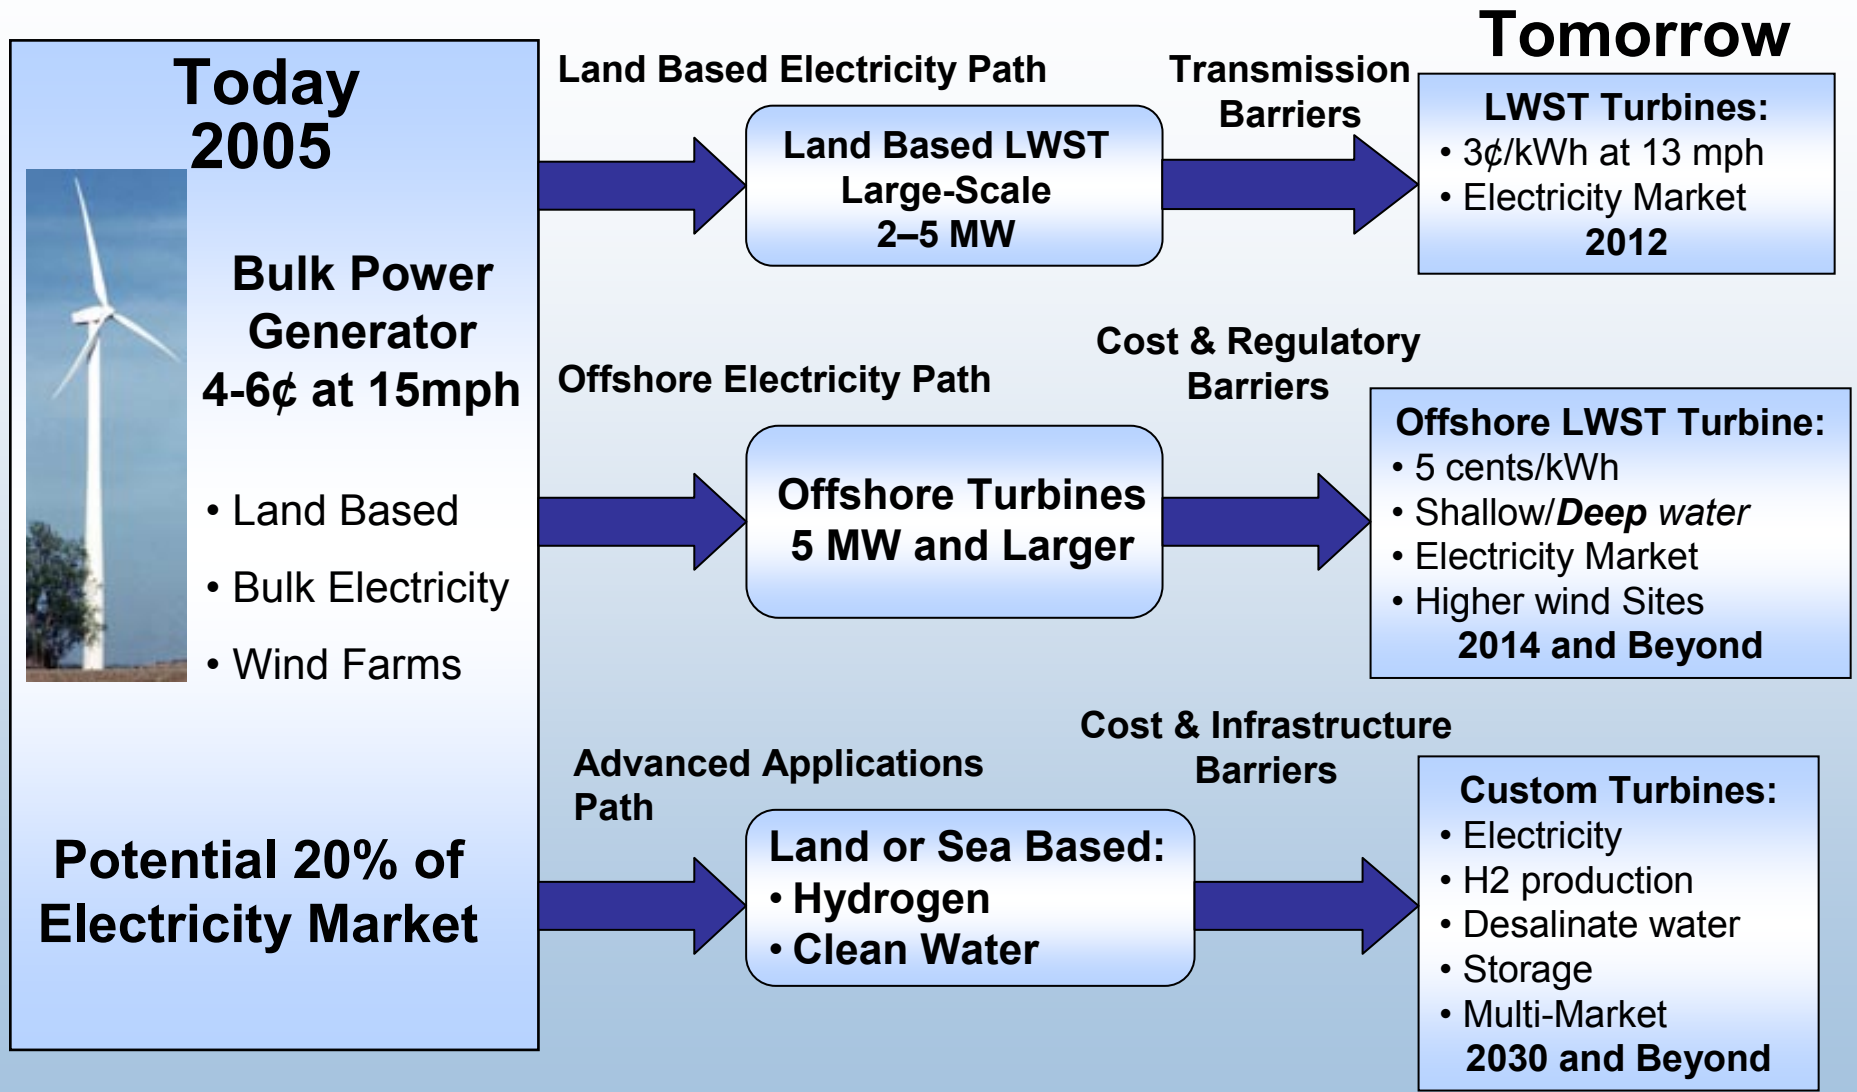 Today
2005
Bulk Power
Generator
4-6¢ at 15mph
• Land Based
• Bulk Electricity
• Wind Farms
Potential 20% of
Electricity Market
Land Based Electricity Path
Land Based LWST
Large-Scale
2–5 MW
Transmission
Barriers
Tomorrow
LWST Turbines:
• 3¢/kWh at 13 mph
• Electricity Market
2012
Offshore Electricity Path
Offshore Turbines
5 MW and Larger
Cost & Regulatory
Barriers
Offshore LWST Turbine:
• 5 cents/kWh
• Shallow/Deep water
• Electricity Market
• Higher wind Sites
2014 and Beyond
Advanced Applications
Path
Land or Sea Based:
• Hydrogen
• Clean Water
Cost & Infrastructure
Barriers
Custom Turbines:
• Electricity
• H2 production
• Desalinate water
• Storage
• Multi-Market
2030 and Beyond